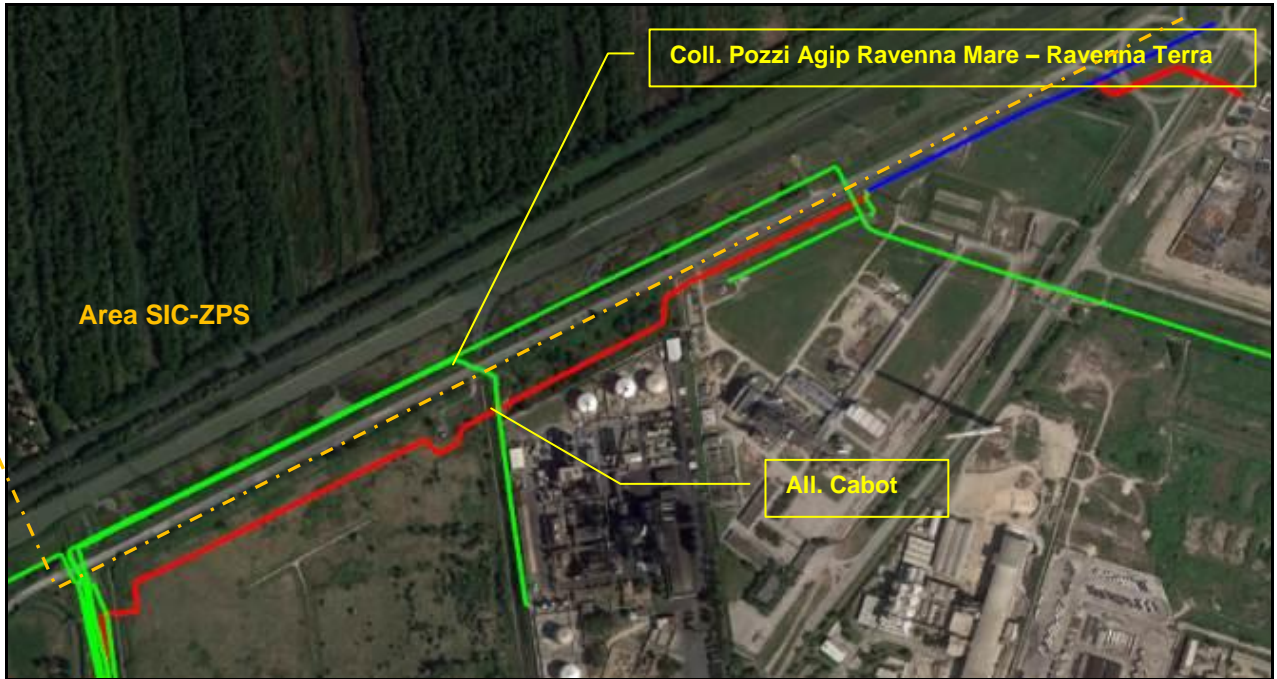 Coll. Pozzi Agip Ravenna Mare – Ravenna Terra
Area SIC-ZPS
All. Cabot